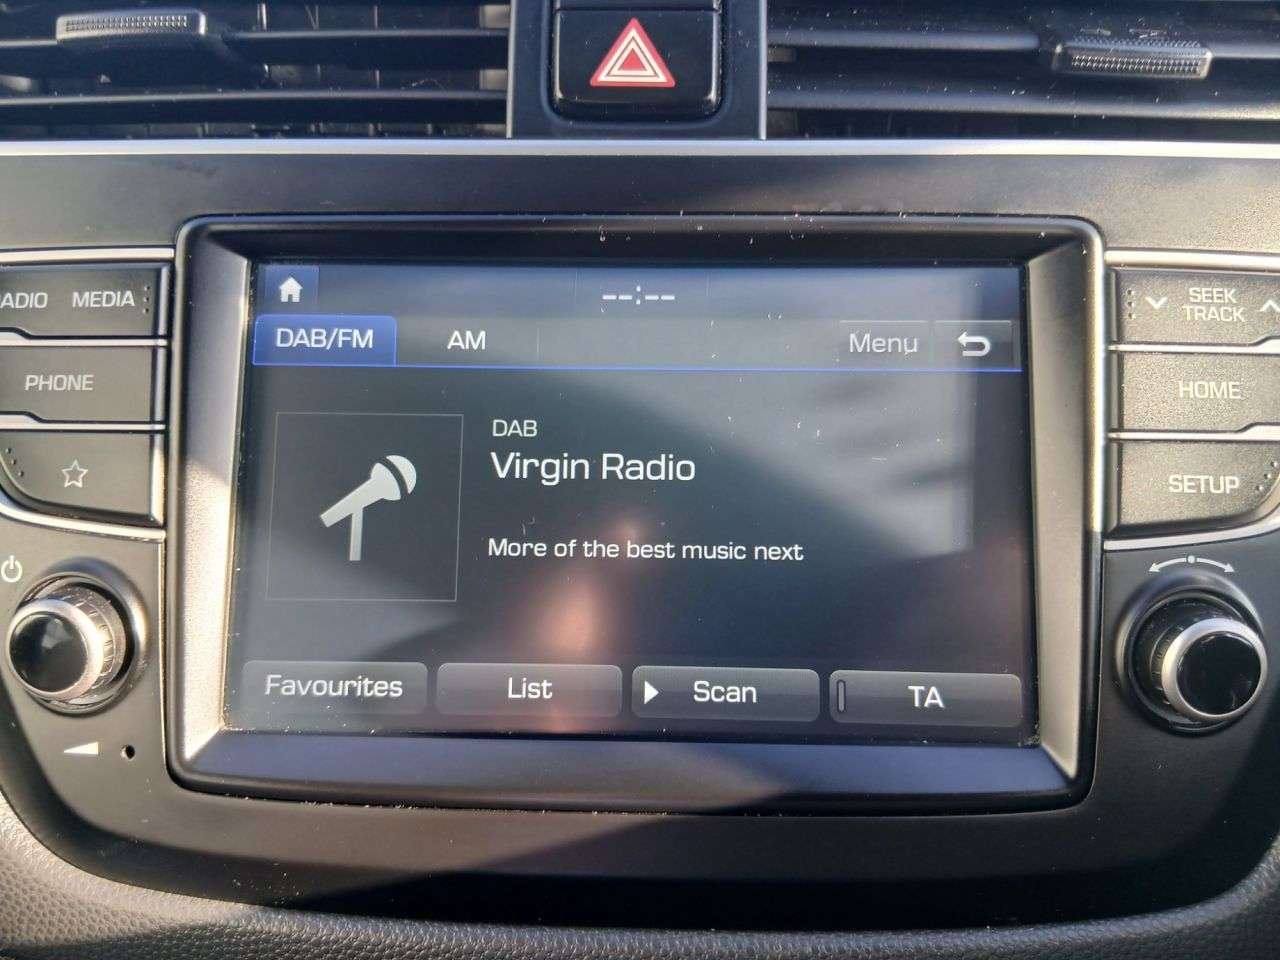 --:--
DAB/FM AM Menu
DAB
Virgin Radio
More of the best music next
Favourites List Scan TA
ADIO MEDIA
PHONE
SEEK
TRACK
HOME
SETUP